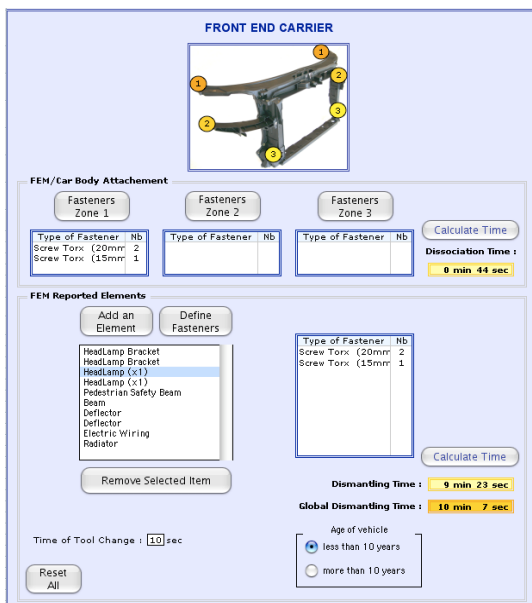 FRONT END CARRIER
1
1
2
2
3
3
FEM/Car Body Attachement
Fasteners Zone 1
Fasteners Zone 2
Fasteners Zone 3
Type of Fastener Nb
Screw Torx (20mm 2
Screw Torx (15mm 1
Type of Fastener Nb
Type of Fastener Nb
Calculate Time
Dissociation Time :
0 min 44 sec
FEM Reported Elements
Add an Element
Define Fasteners
HeadLamp Bracket
HeadLamp Bracket
HeadLamp (x1)
HeadLamp (x1)
Pedestrian Safety Beam
Beam
Deflector
Deflector
Electric Wiring
Radiator
Remove Selected Item
Type of Fastener Nb
Screw Torx (20mm 2
Screw Torx (15mm 1
Calculate Time
Dismantling Time : 9 min 23 sec
Global Dismantling Time : 10 min 7 sec
Time of Tool Change : 10 sec
Age of vehicle
less than 10 years
more than 10 years
Reset All